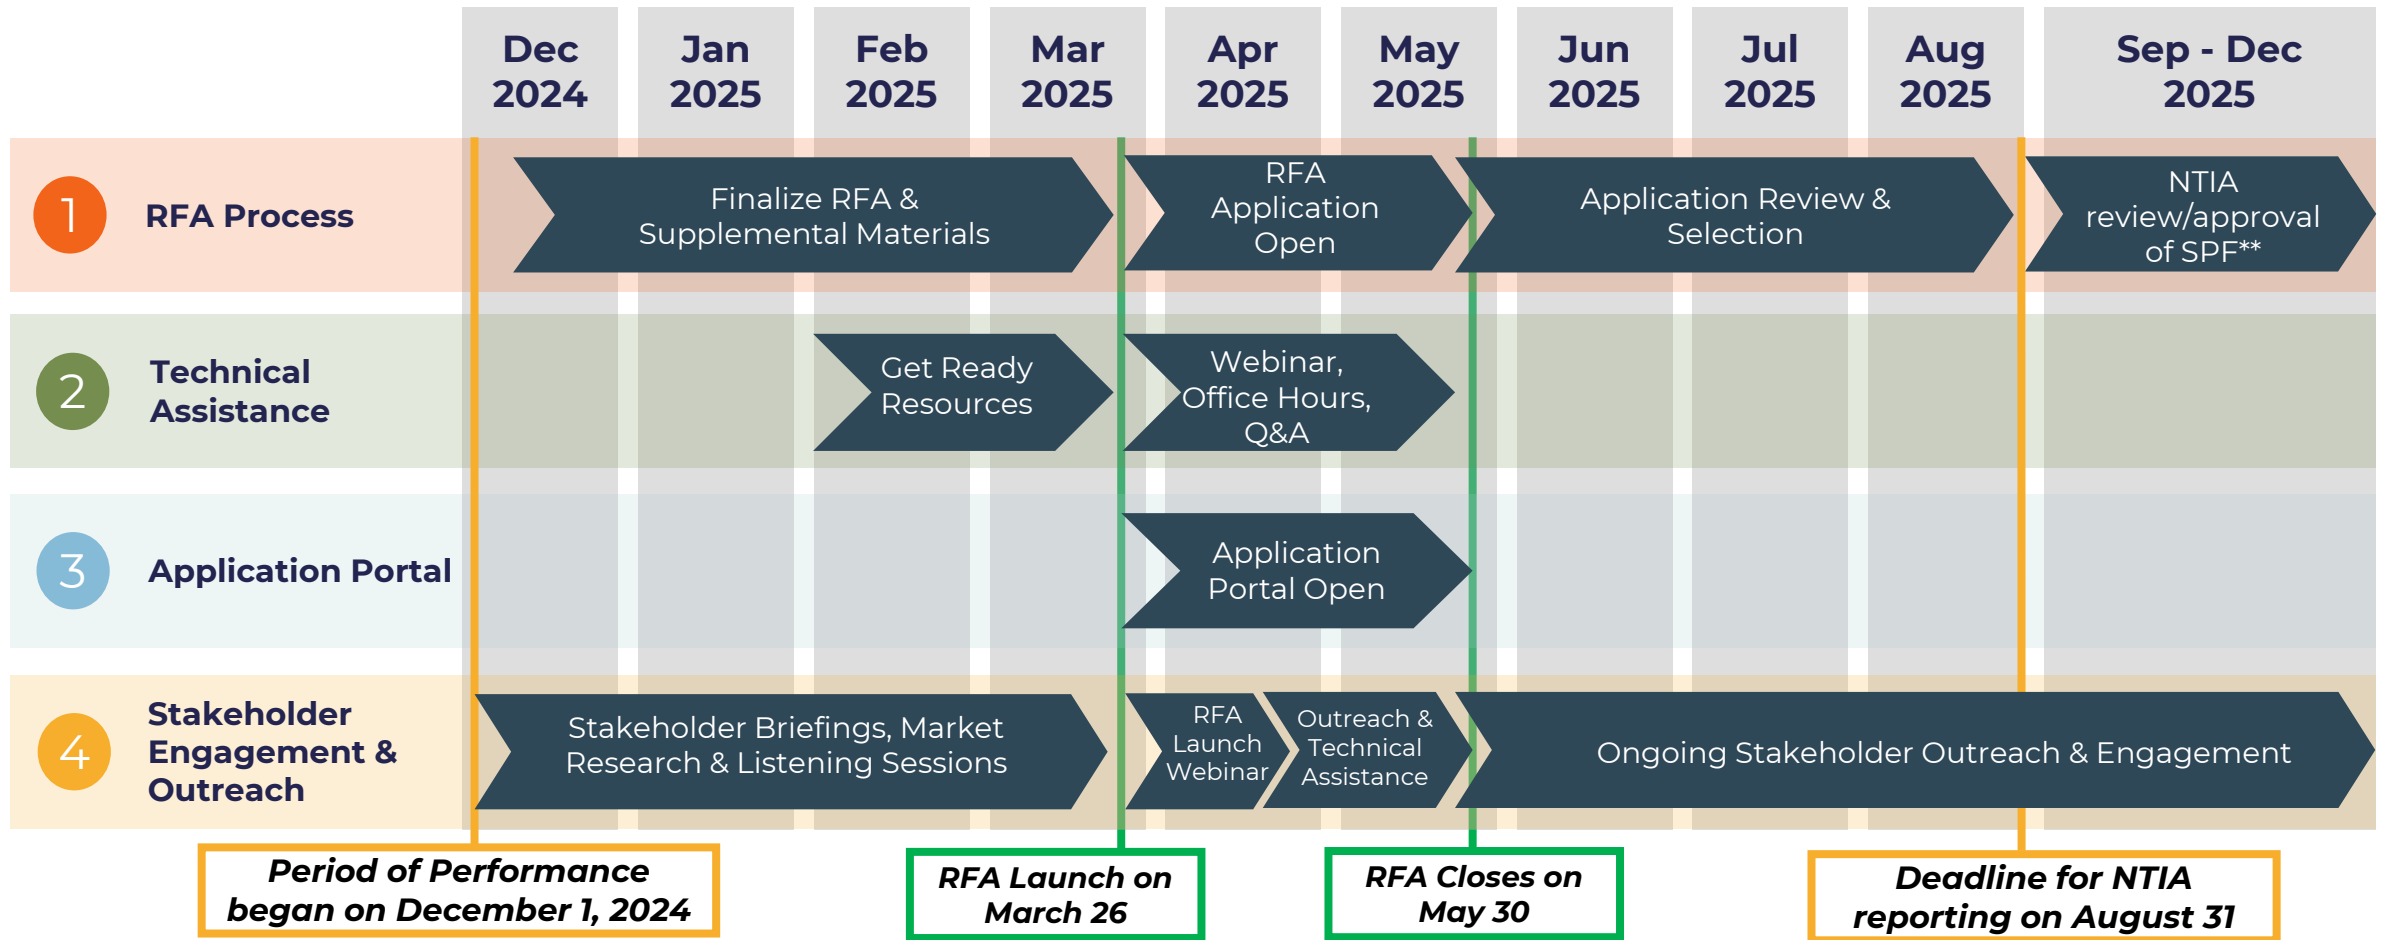 Dec
2024
Jan
2025
Feb
2025
Mar
2025
Apr
2025
May
2025
Jun
2025
Jul
2025
Aug
2025
Sep - Dec
2025
1
RFA Process
Finalize RFA &
Supplemental Materials
RFA
Application
Open
Application Review &
Selection
NTIA
review/approval
of SPF**
2
Technical
Assistance
Get Ready
Resources
Webinar,
Office Hours,
Q&A
3
Application Portal
Application
Portal Open
4
Stakeholder
Engagement &
Outreach
Stakeholder Briefings, Market
Research & Listening Sessions
RFA
Launch
Webinar
Outreach &
Technical
Assistance
Ongoing Stakeholder Outreach & Engagement
Period of Performance
began on December 1, 2024
RFA Launch on
March 26
RFA Closes on
May 30
Deadline for NTIA
reporting on August 31